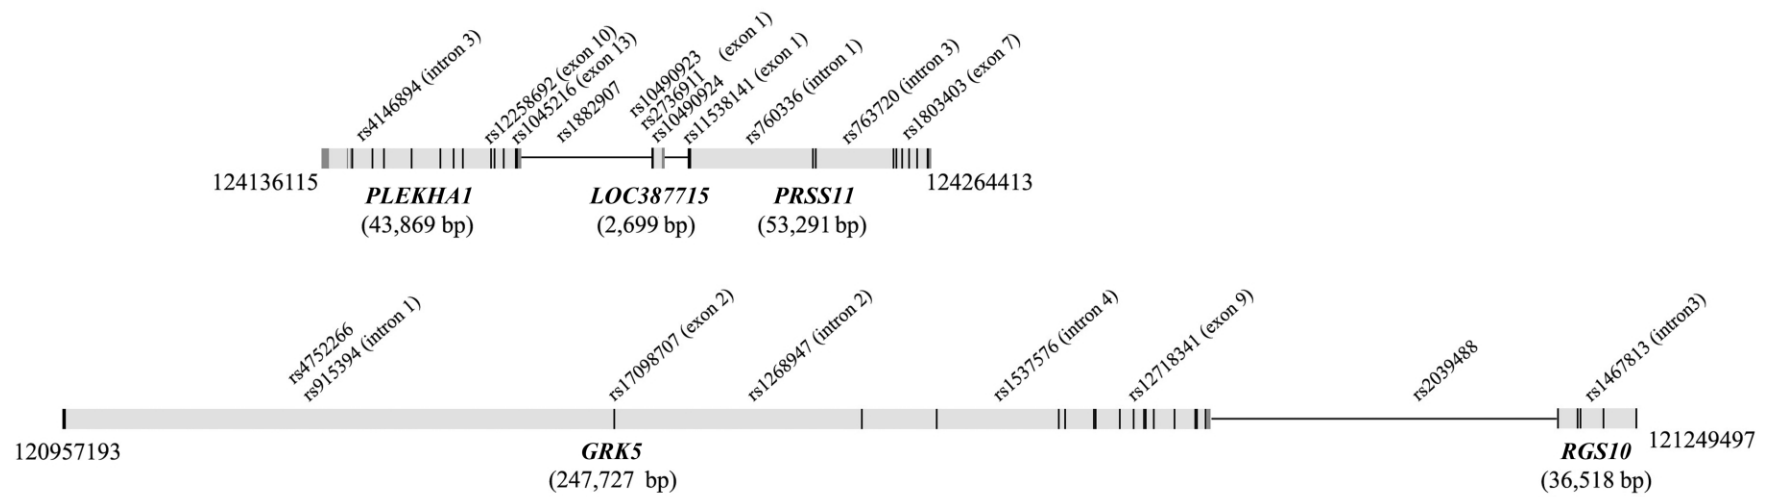 rs4146894 (intron 3)
rs12258692 (exon 10)
rs1045216 (exon 13)
rs1882907
rs10490923
rs2736911 (exon 1)
rs10490924
rs11538141 (exon 1)
rs760336 (intron 1)
rs763720 (intron 3)
rs1803403 (exon 7)
124136115
124264413
PLEKHA1
(43,869 bp)
LOC387715
(2,699 bp)
PRSS11
(53,291 bp)
rs4752266
rs915394 (intron 1)
rs17098707 (exon 2)
rs1268947 (intron 2)
rs1537576 (intron 4)
rs12718341 (exon 9)
rs2039488
rs1467813 (intron3)
120957193
121249497
GRK5
(247,727 bp)
RGS10
(36,518 bp)